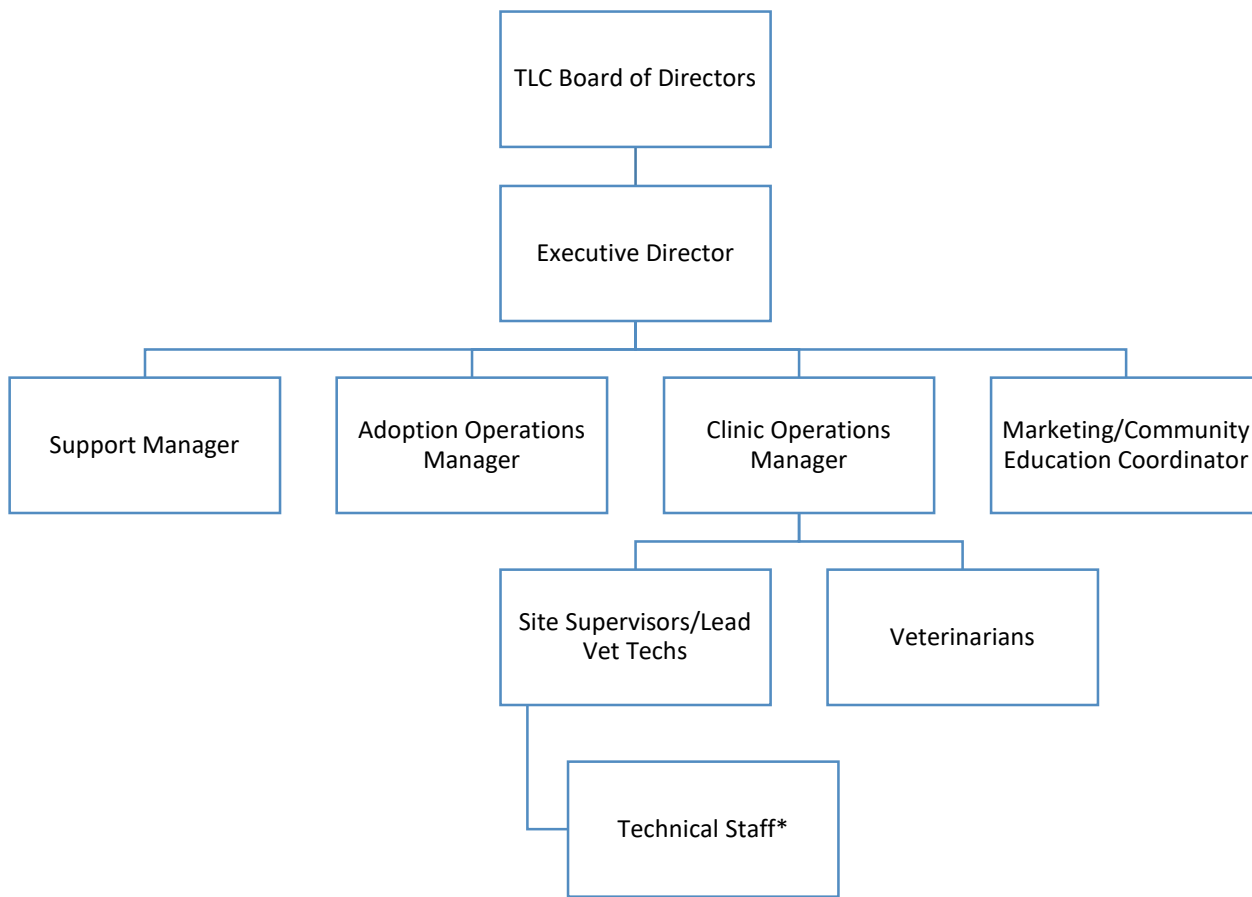 TLC Board of Directors
Executive Director
Support Manager
Adoption Operations
Manager
Clinic Operations
Manager
Marketing/Community
Education Coordinator
Site Supervisors/Lead
Vet Techs
Veterinarians
Technical Staff*